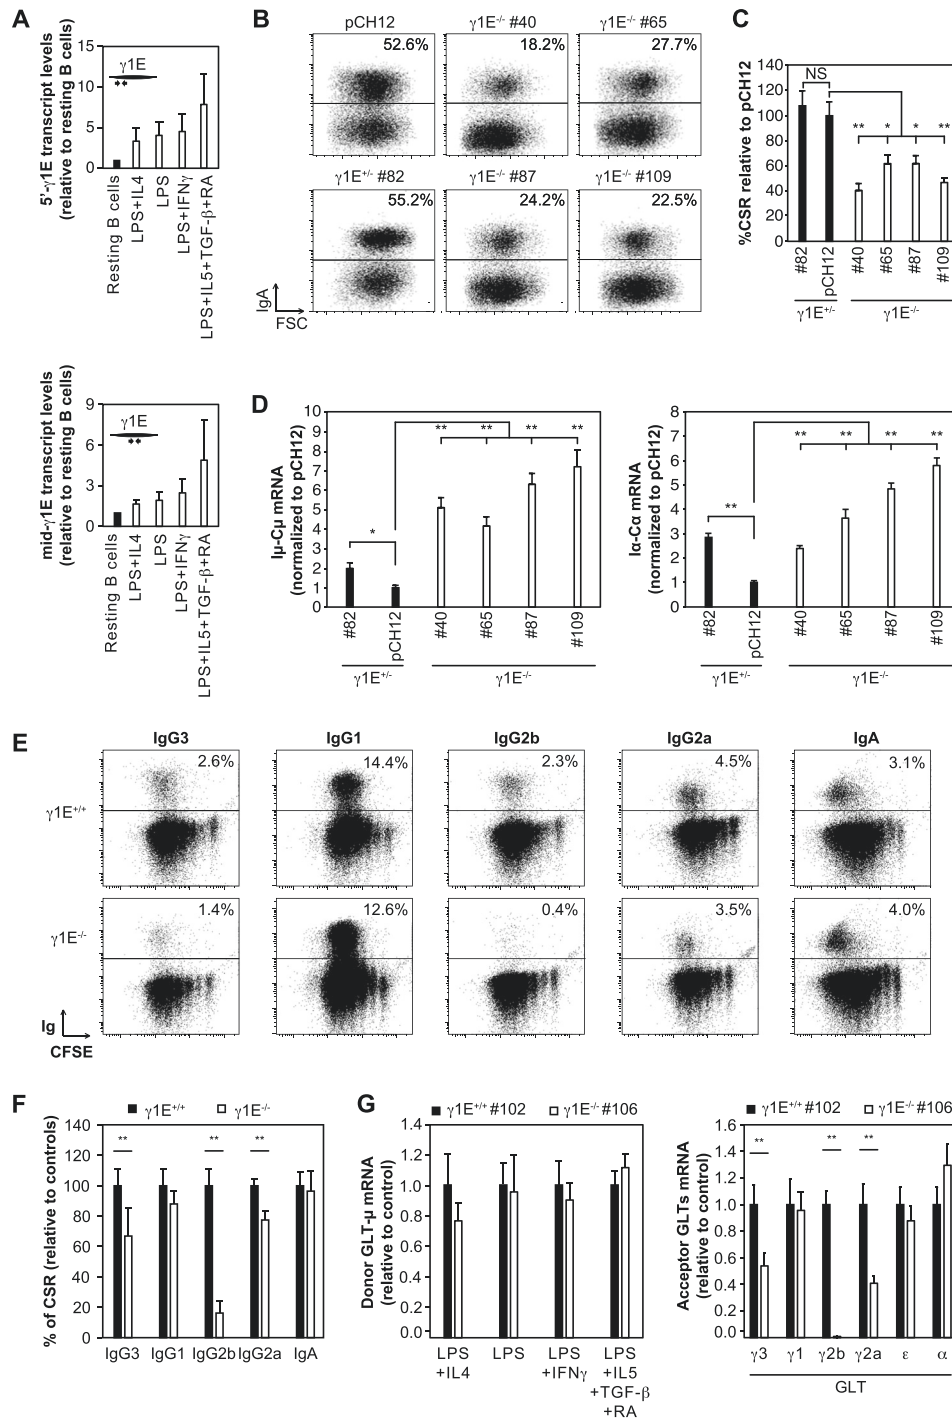 A
15
10
5
0
5'-γ1E transcript levels
(relative to resting B cells)
γ1E
**
Resting B cells
LPS+IL4
LPS
LPS+IFNγ
LPS+IL5+TGF-β+RA
9
6
3
0
mid-γ1E transcript levels
(relative to resting B cells)
γ1E
**
Resting B cells
LPS+IL4
LPS
LPS+IFNγ
LPS+IL5+TGF-β+RA
B
pCH12
γ1E-/- #40
γ1E-/- #65
52.6%
18.2%
27.7%
γ1E+/- #82
γ1E-/- #87
γ1E-/- #109
55.2%
24.2%
22.5%
IgA
FSC
C
%CSR relative to pCH12
140
120
100
80
60
40
20
0
NS
** * * **
#82
pCH12
#40
#65
#87
#109
γ1E+/-
γ1E-/-
D
Iμ-Cμ mRNA
(normalized to pCH12)
10
9
8
7
6
5
4
3
2
1
0
*
** ** ** **
#82
pCH12
#40
#65
#87
#109
γ1E+/-
γ1E-/-
Iα-Cα mRNA
(normalized to pCH12)
8
7
6
5
4
3
2
1
0
**
** ** ** **
#82
pCH12
#40
#65
#87
#109
γ1E+/-
γ1E-/-
E
IgG3
IgG1
IgG2b
IgG2a
IgA
γ1E+/+
2.6%
14.4%
2.3%
4.5%
3.1%
γ1E-/-
1.4%
12.6%
0.4%
3.5%
4.0%
Ig
CFSE
F
γ1E+/+
γ1E-/-
% of CSR (relative to controls)
140
120
100
80
60
40
20
0
** ** **
IgG3
IgG1
IgG2b
IgG2a
IgA
G
γ1E+/+ #102
γ1E-/- #106
Donor GLT-μ mRNA
(relative to control)
1.4
1.2
1.0
0.8
0.6
0.4
0.2
0.0
LPS
+IL4
LPS
LPS
+IFNγ
LPS
+IL5
+TGF-β
+RA
γ1E+/+ #102
γ1E-/- #106
Acceptor GLTs mRNA
(relative to control)
1.6
1.4
1.2
1.0
0.8
0.6
0.4
0.2
0.0
** ** **
γ3
γ1
γ2b
γ2a
ε
α
GLT